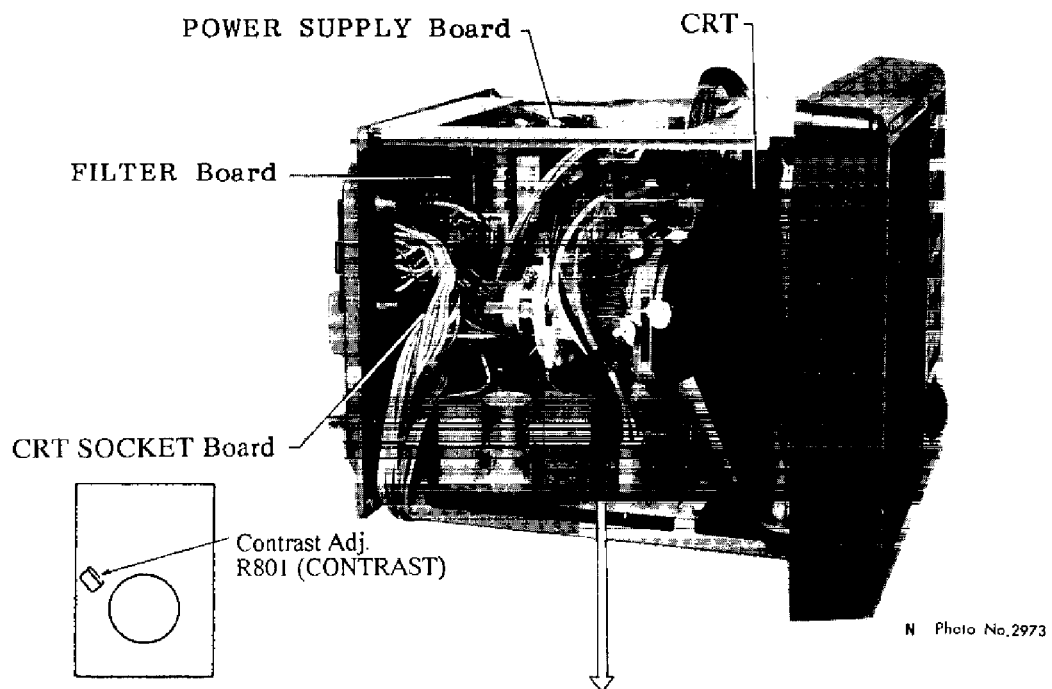 POWER SUPPLY Board
CRT
FILTER Board
CRT SOCKET Board
Contrast Adj.
R801 (CONTRAST)
N Photo No.2973